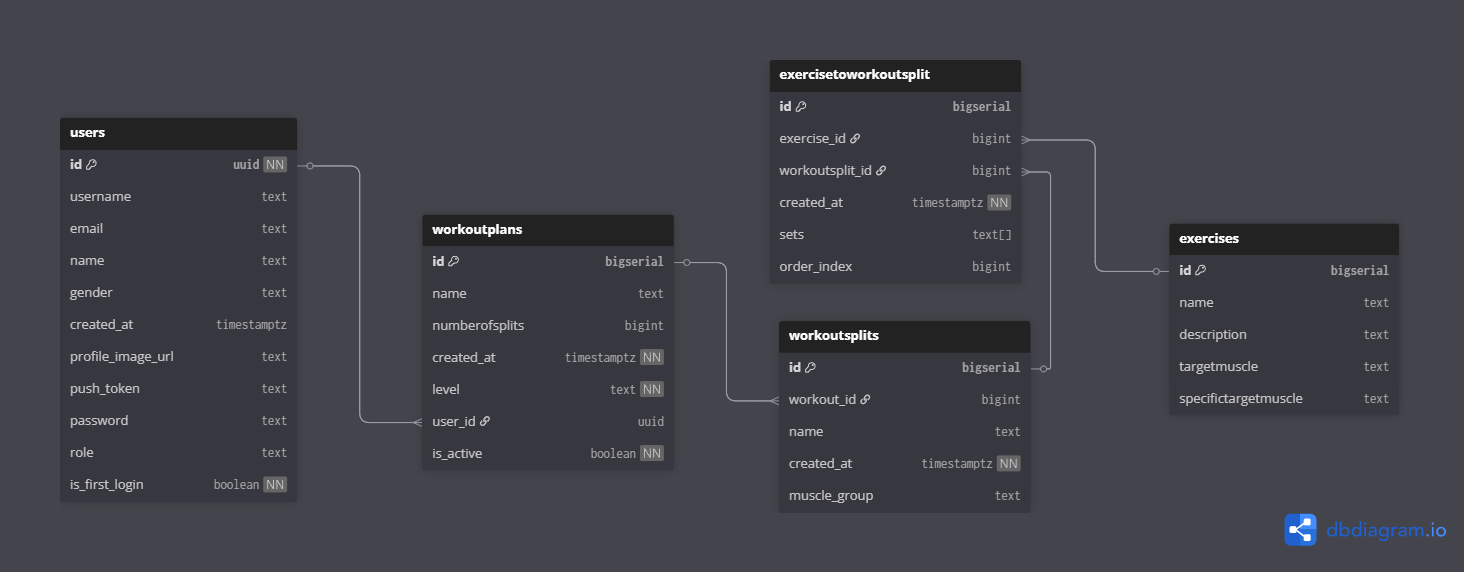 users
id uuid NN
username text
email text
name text
gender text
created_at timestamptz
profile_image_url text
push_token text
password text
role text
is_first_login boolean NN
workoutplans
id bigserial
name text
numberofsplits bigint
created_at timestamptz NN
level text NN
user_id uuid
is_active boolean NN
exercisetoworkoutsplit
id bigserial
exercise_id bigint
workoutsplit_id bigint
created_at timestamptz NN
sets text[]
order_index bigint
workoutsplits
id bigserial
workout_id bigint
name text
created_at timestamptz NN
muscle_group text
exercises
id bigserial
name text
description text
targetmuscle text
specifictargetmuscle text
dbdiagram.io